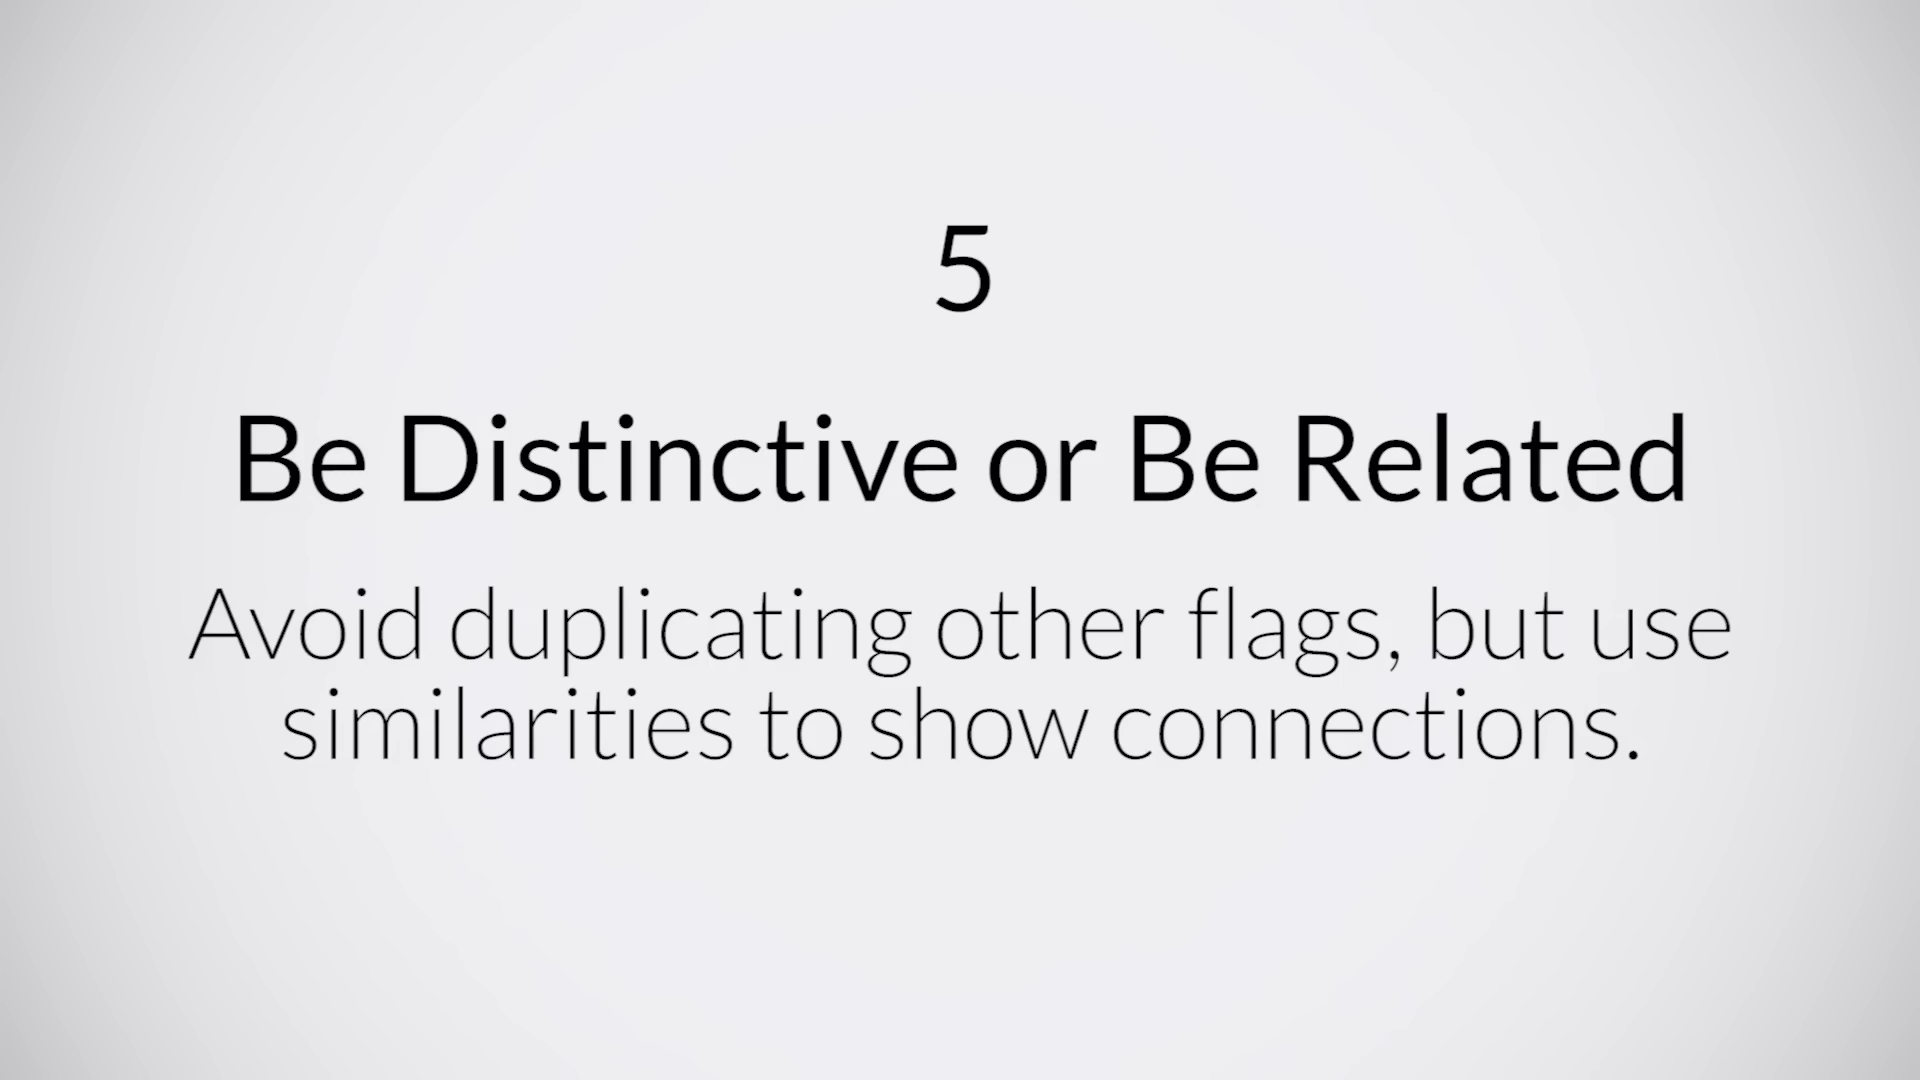 5
Be Distinctive or Be Related
Avoid duplicating other flags, but use
similarities to show connections.